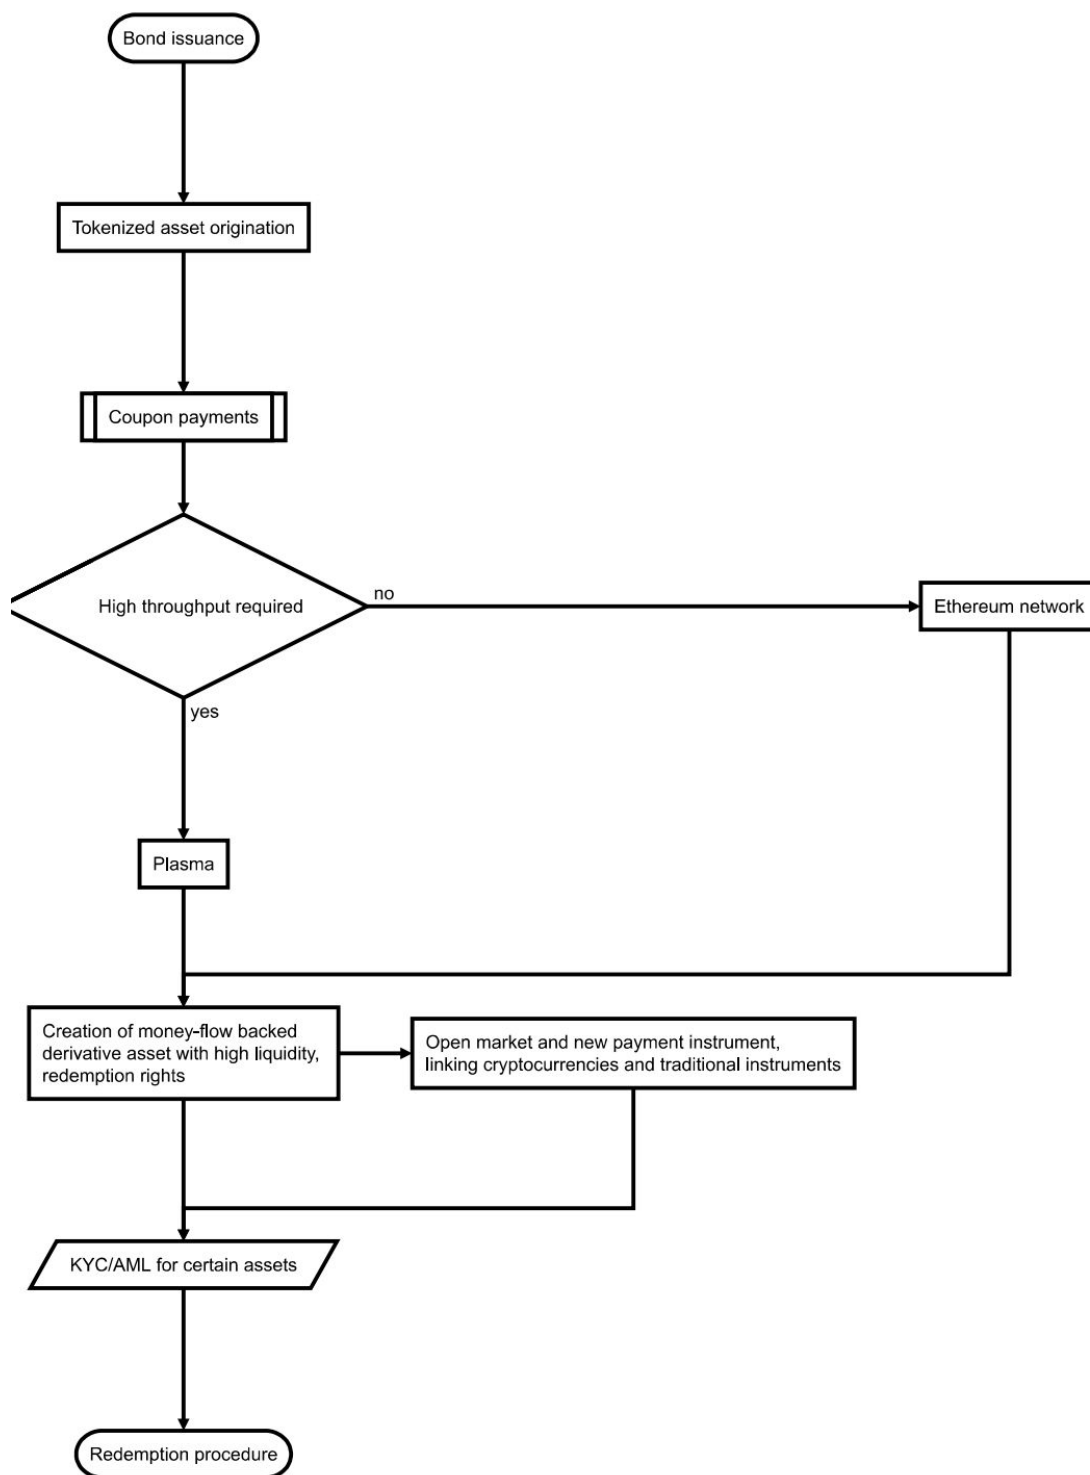 Bond issuance
Tokenized asset origination
Coupon payments
High throughput required
no
Ethereum network
yes
Plasma
Creation of money-flow backed
derivative asset with high liquidity,
redemption rights
Open market and new payment instrument,
linking cryptocurrencies and traditional instruments
KYC/AML for certain assets
Redemption procedure